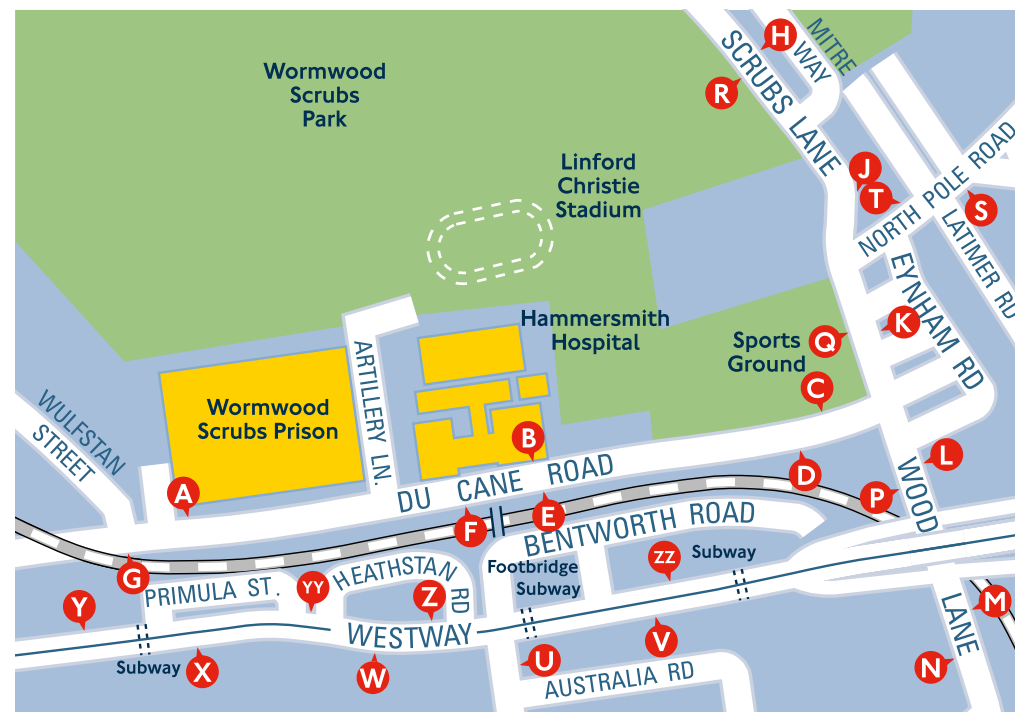 H
MITRE
WAY
SCRUBS LANE
R
Wormwood
Scrubs
Park
Linford
Christie
Stadium
J
T
S
NORTH POLE ROAD
LATIMER RD
EYNHAM RD
K
Hammersmith
Hospital
Sports
Ground
Q
C
ARTILLERY LN.
Wormwood
Scrubs Prison
WULFSTAN
STREET
A
B
DU CANE ROAD
L
D
P
WOOD
LANE
F
E
BENTWORTH ROAD
Footbridge
Subway
ZZ
Subway
G
PRIMULA ST.
YY
HEATHSTAN
RD
Z
Y
WESTWAY
M
V
Subway
X
W
U
N
AUSTRALIA RD